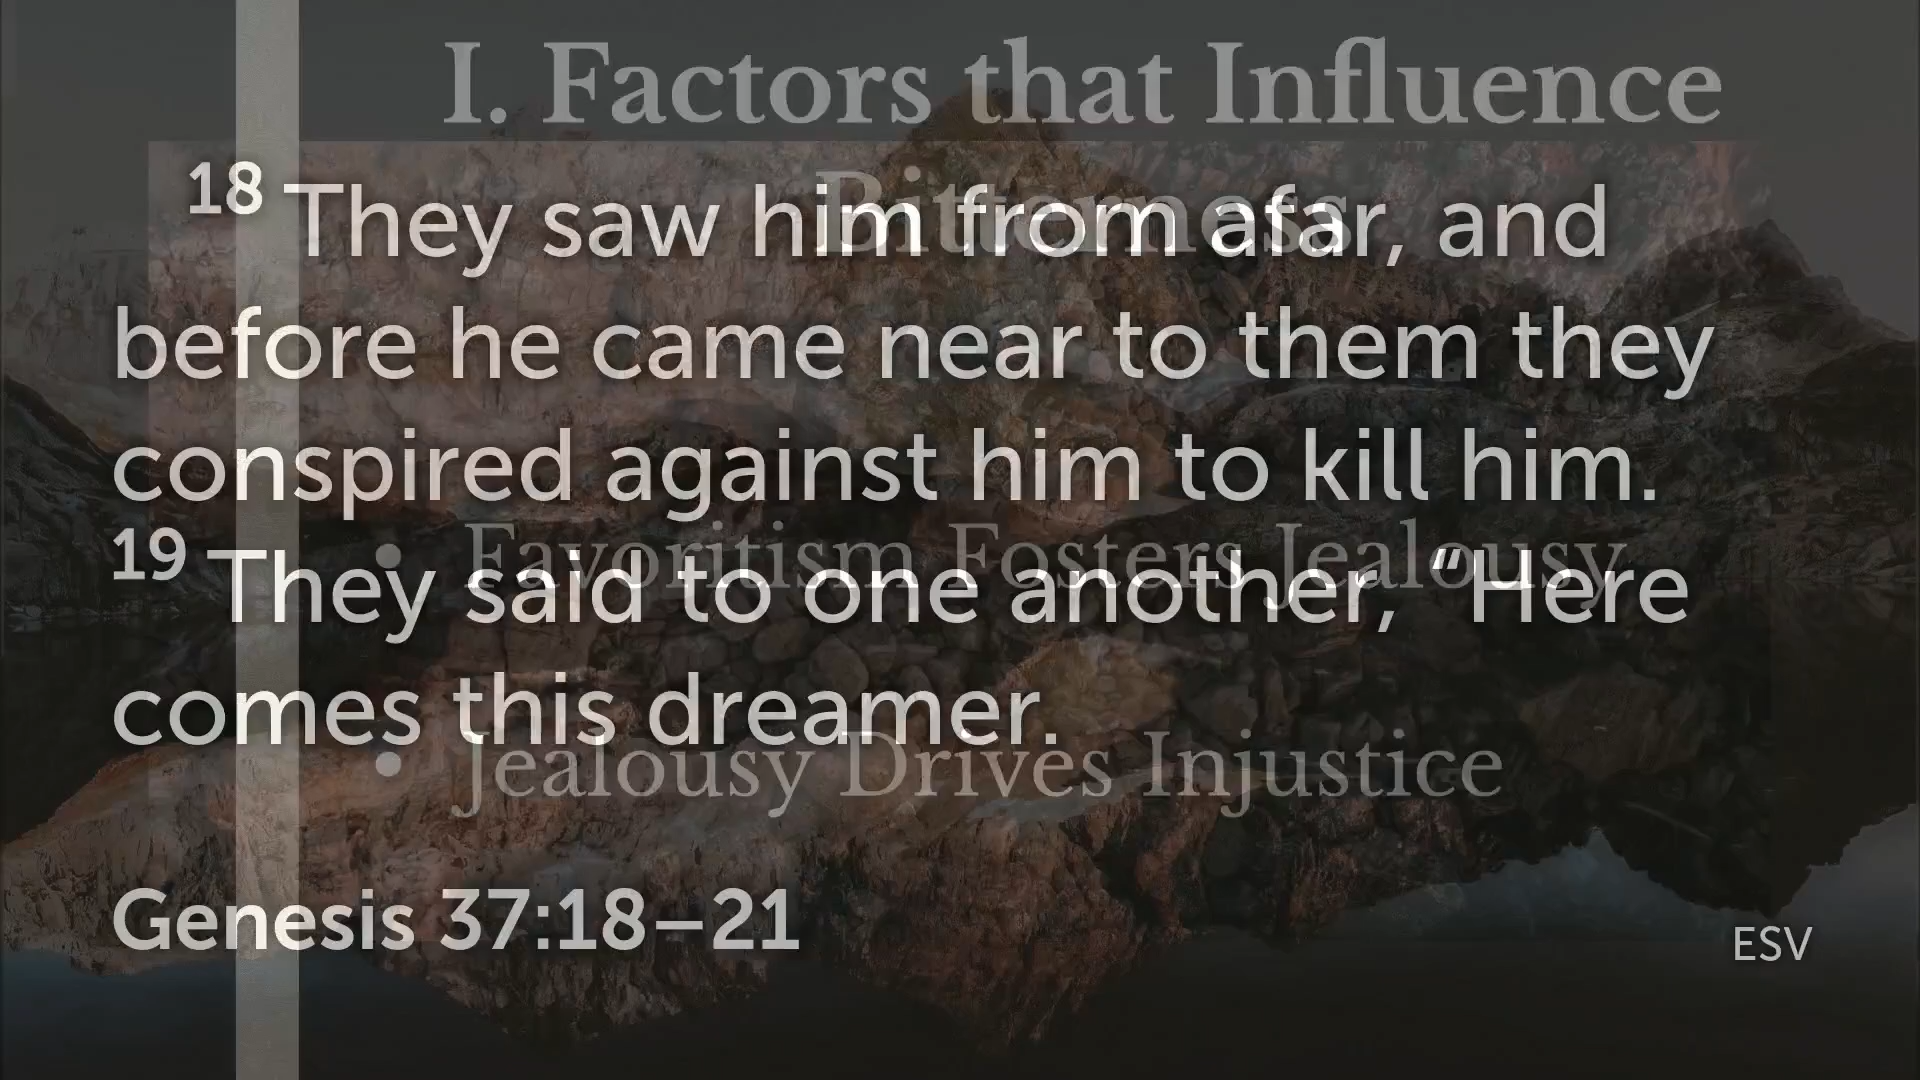 I. Factors that Influence
Bitterness
18 They saw him from afar, and
before he came near to them they
conspired against him to kill him.
19 They said to one another, “Here
comes this dreamer.
• Favoritism Fosters Jealousy
• Jealousy Drives Injustice
Genesis 37:18–21
ESV